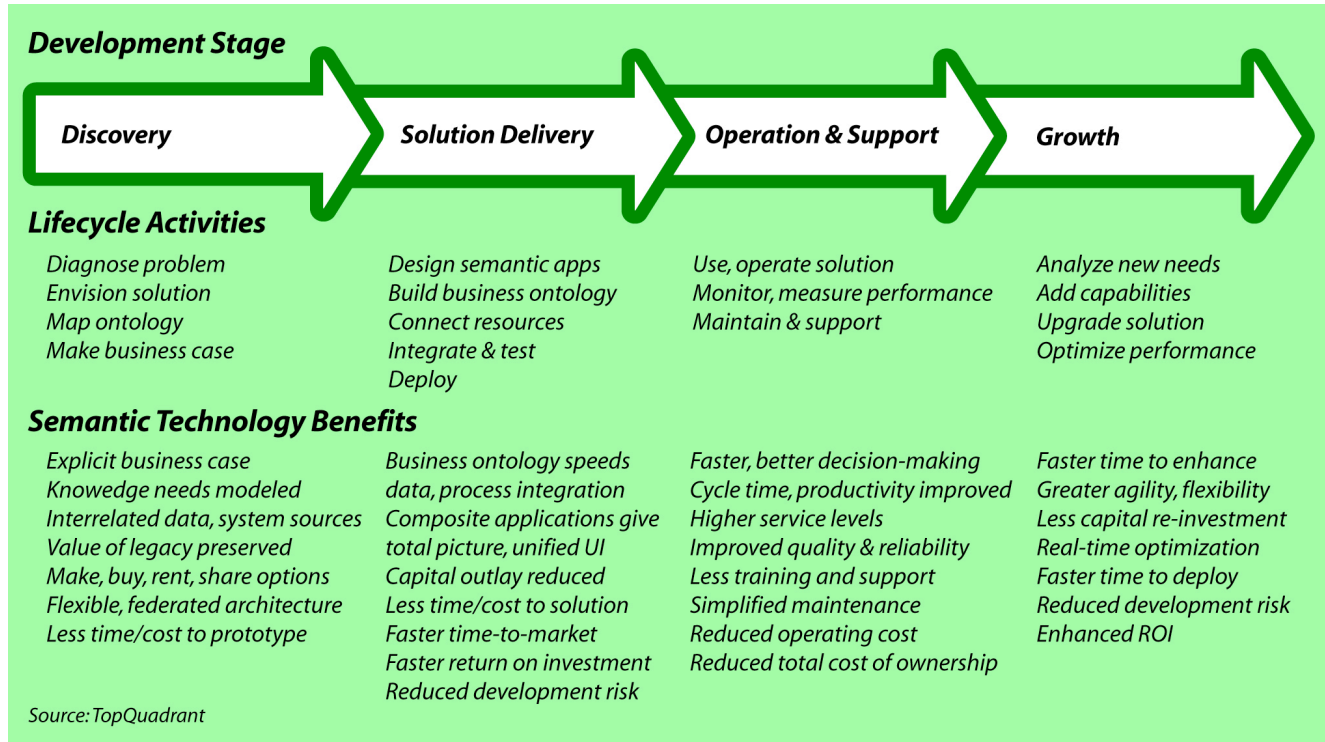 Development Stage
Discovery
Solution Delivery
Operation & Support
Growth
Lifecycle Activities
Diagnose problem
Envision solution
Map ontology
Make business case
Design semantic apps
Build business ontology
Connect resources
Integrate & test
Deploy
Use, operate solution
Monitor, measure performance
Maintain & support
Analyze new needs
Add capabilities
Upgrade solution
Optimize performance
Semantic Technology Benefits
Explicit business case
Knowedge needs modeled
Interrelated data, system sources
Value of legacy preserved
Make, buy, rent, share options
Flexible, federated architecture
Less time/cost to prototype
Business ontology speeds
data, process integration
Composite applications give
total picture, unified UI
Capital outlay reduced
Less time/cost to solution
Faster time-to-market
Faster return on investment
Reduced development risk
Faster, better decision-making
Cycle time, productivity improved
Higher service levels
Improved quality & reliability
Less training and support
Simplified maintenance
Reduced operating cost
Reduced total cost of ownership
Faster time to enhance
Greater agility, flexibility
Less capital re-investment
Real-time optimization
Faster time to deploy
Reduced development risk
Enhanced ROI
Source: TopQuadrant